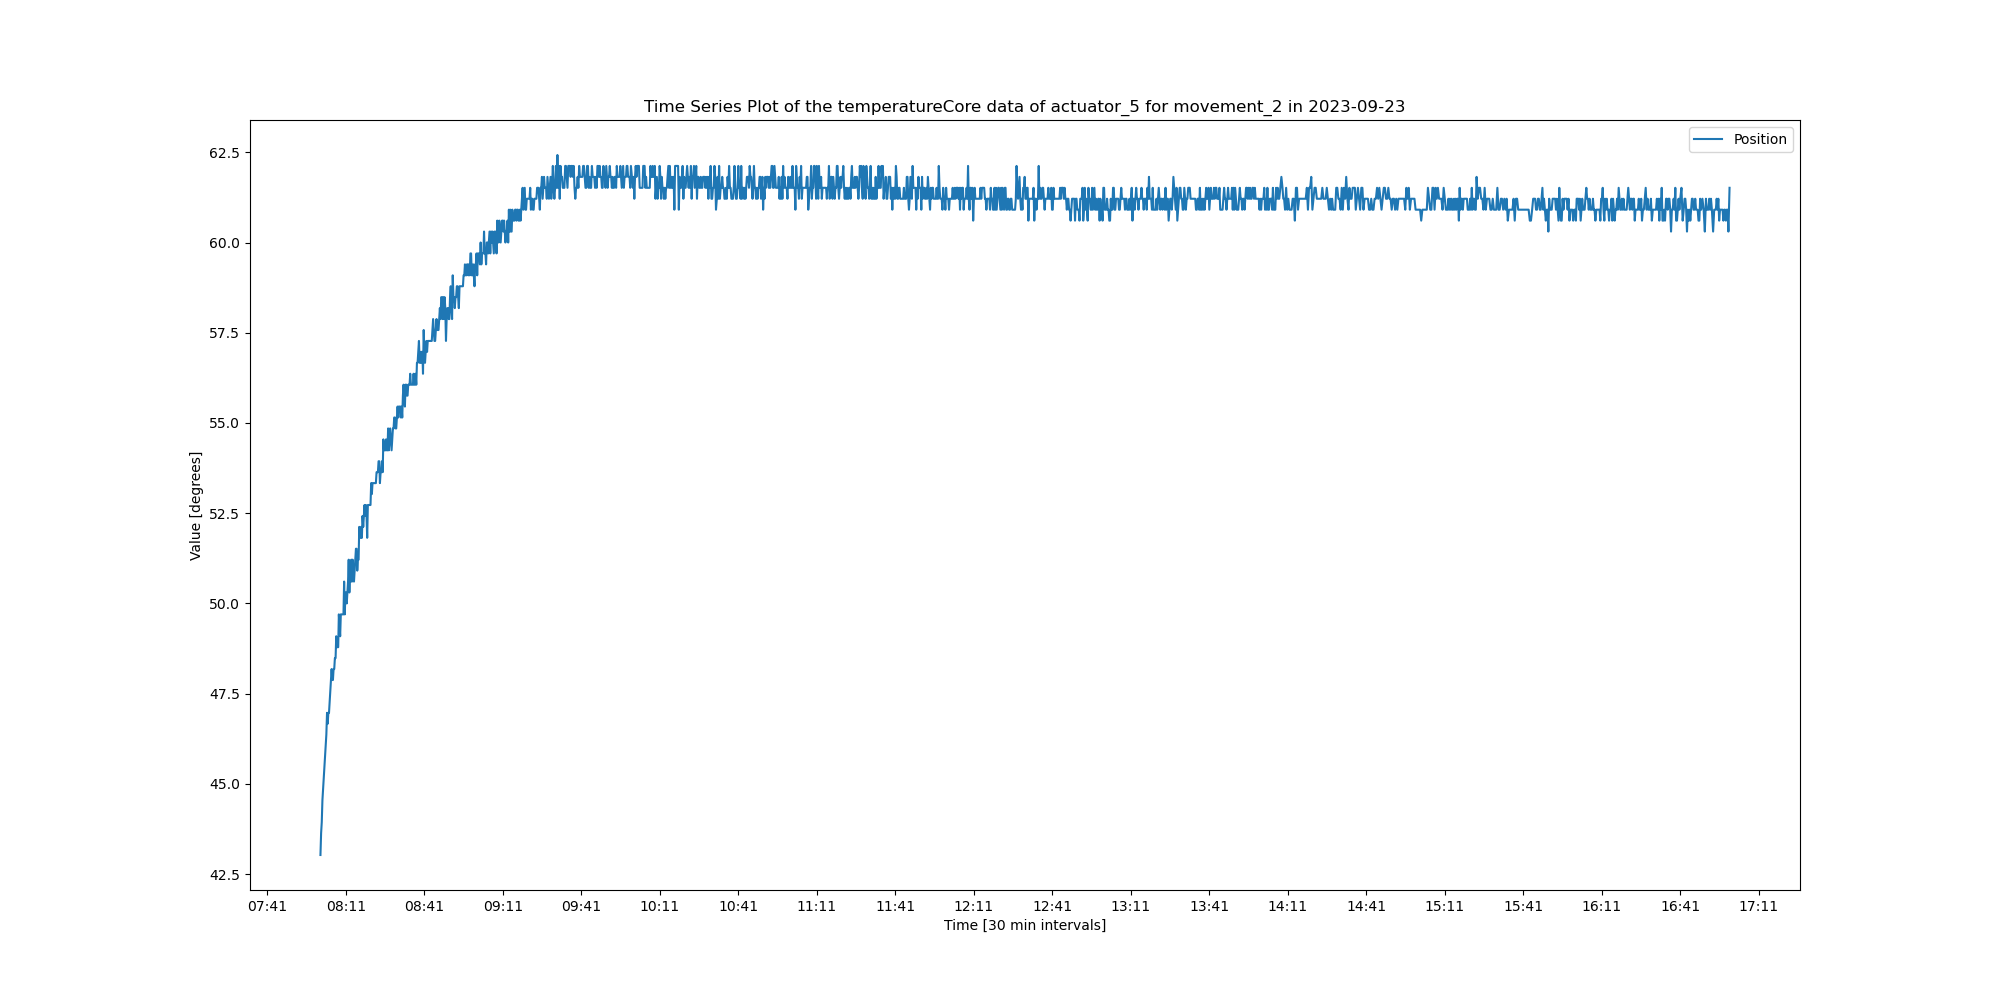 Time Series Plot of the temperatureCore data of actuator_5 for movement_2 in 2023-09-23
Position
62.5
60.0
57.5
55.0
52.5
50.0
47.5
45.0
42.5
Value [degrees]
07:41 08:11 08:41 09:11 09:41 10:11 10:41 11:11 11:41 12:11 12:41 13:11 13:41 14:11 14:41 15:11 15:41 16:11 16:41 17:11
Time [30 min intervals]